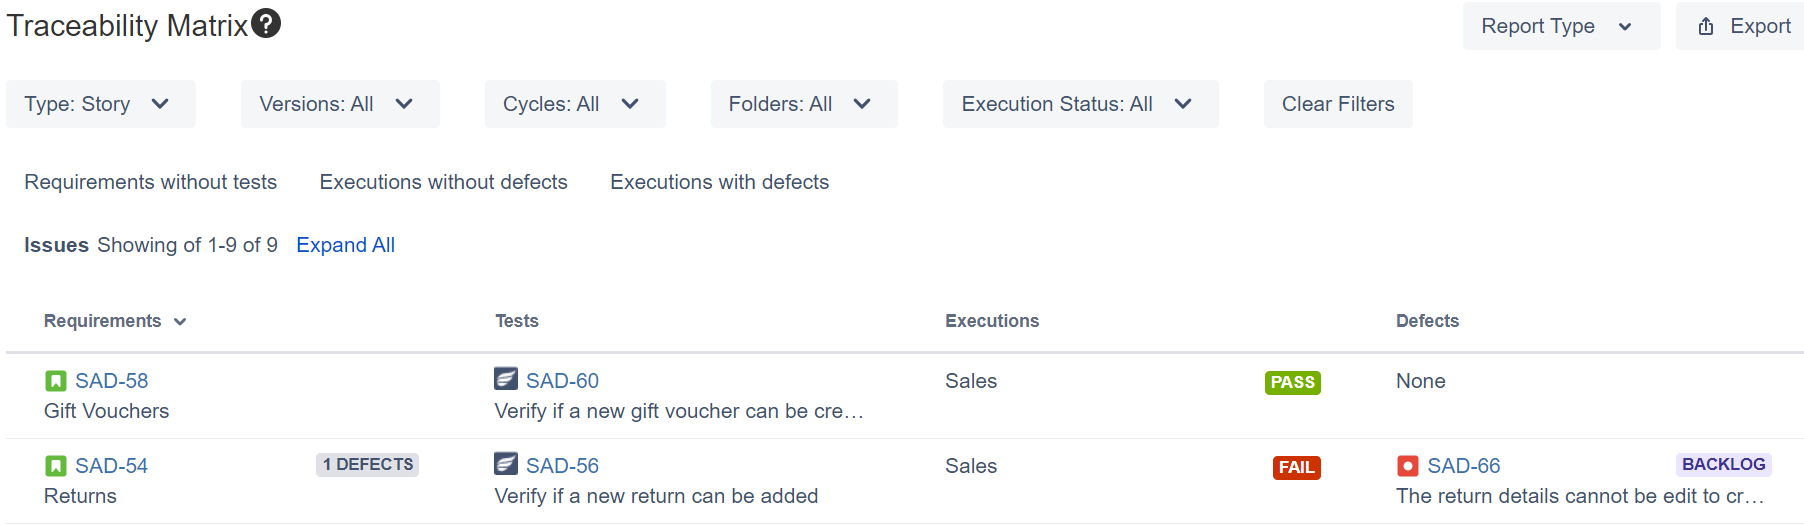 Traceability Matrix?
Report Type
Export
Type: Story
Versions: All
Cycles: All
Folders: All
Execution Status: All
Clear Filters
Requirements without tests
Executions without defects
Executions with defects
Issues Showing of 1-9 of 9 Expand All
Requirements
Tests
Executions
Defects
SAD-58
Gift Vouchers
SAD-60
Verify if a new gift voucher can be cre…
Sales
PASS
None
SAD-54
1 DEFECTS
Returns
SAD-56
Verify if a new return can be added
Sales
FAIL
SAD-66
BACKLOG
The return details cannot be edit to cr…